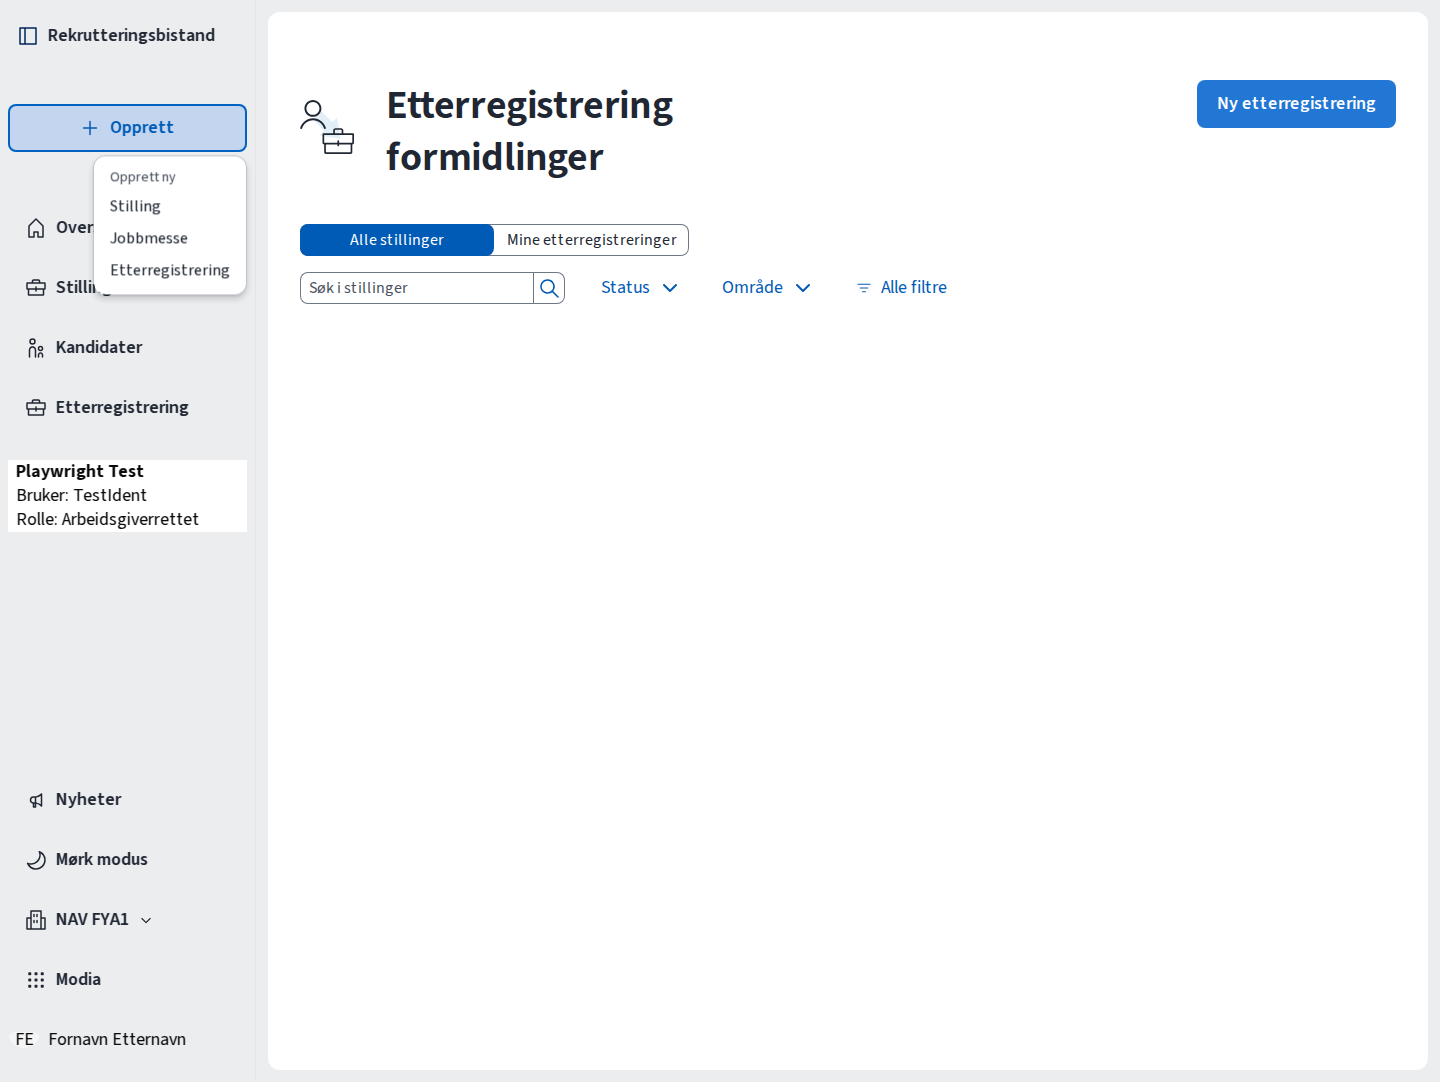 Rekrutteringsbistand
Opprett
Opprett ny
Stilling
Jobbmesse
Etterregistrering
Over
Stilling
Kandidater
Etterregistrering
Playwright Test
Bruker: TestIdent
Rolle: Arbeidsgiverrettet
Nyheter
Mørk modus
NAV FYA1
Modia
FE Fornavn Etternavn
Etterregistrering
formidlinger
Ny etterregistrering
Alle stillinger Mine etterregistreringer
Søk i stillinger Status Område Alle filtre